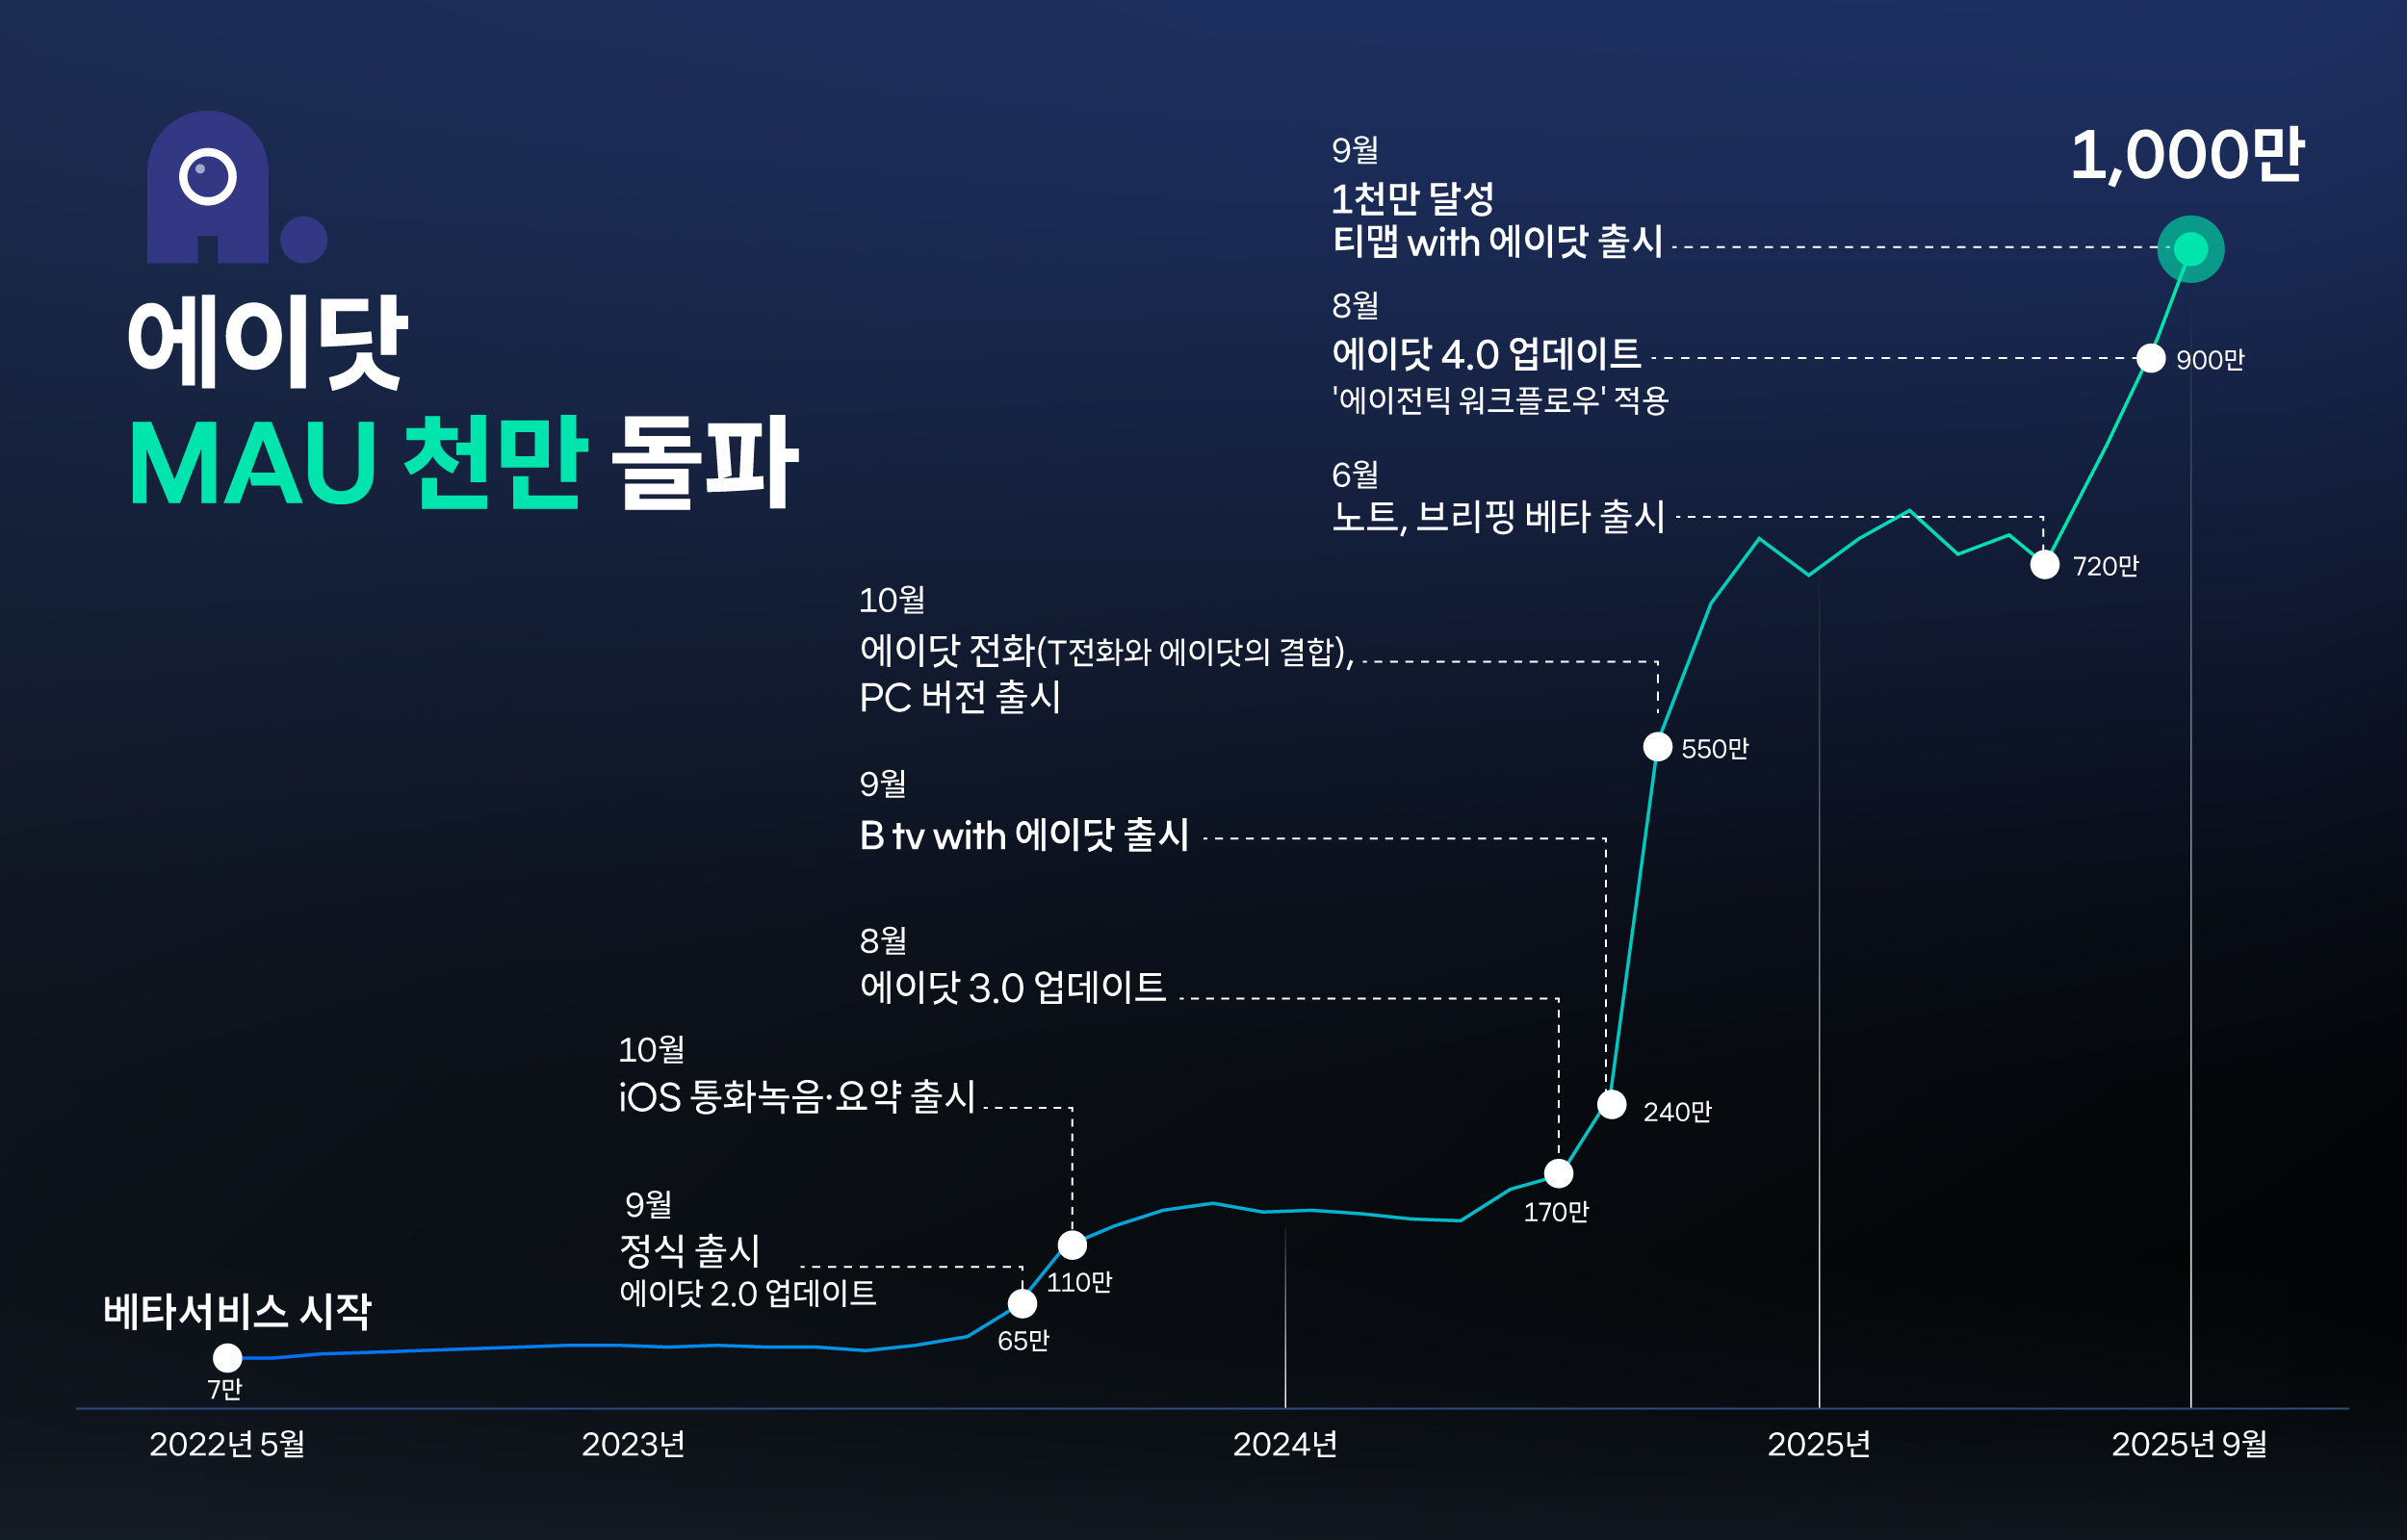 에이닷
MAU 천만 돌파
1,000만
9월
1천만 달성
티맵 with 에이닷 출시
8월
에이닷 4.0 업데이트
900만
'에이전틱 워크플로우' 적용
6월
노트, 브리핑 베타 출시
720만
10월
에이닷 전화(T전화와 에이닷의 결합),
PC 버전 출시
550만
9월
B tv with 에이닷 출시
240만
8월
에이닷 3.0 업데이트
170만
10월
iOS 통화녹음·요약 출시
110만
9월
정식 출시
에이닷 2.0 업데이트
65만
베타서비스 시작
7만
2022년 5월
2023년
2024년
2025년
2025년 9월